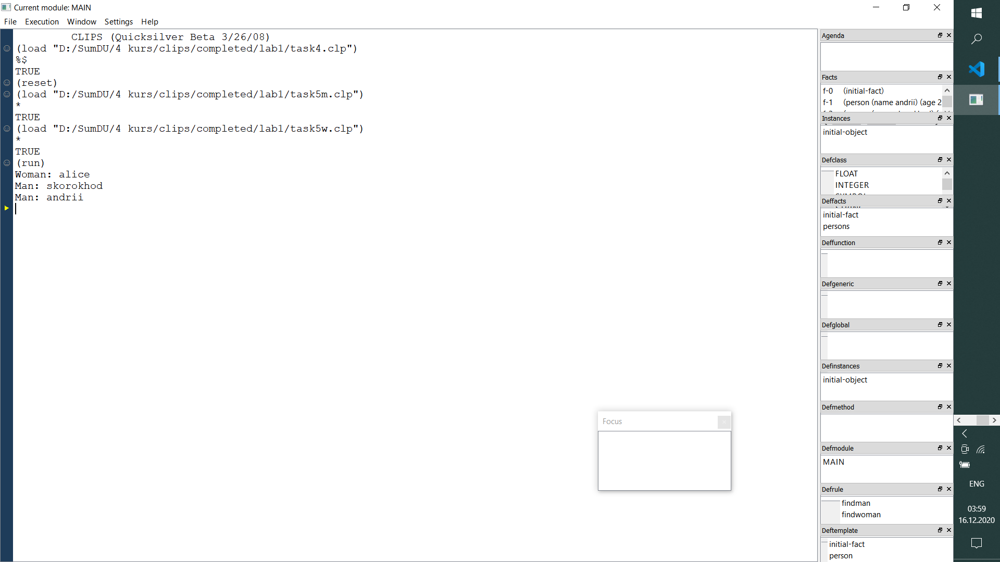 Current module: MAIN
File Execution Window Settings Help
CLIPS (Quicksilver Beta 3/26/08)
(load "D:/SumDU/4 kurs/clips/completed/lab1/task4.clp")
%$
TRUE
(reset)
(load "D:/SumDU/4 kurs/clips/completed/lab1/task5m.clp")
*
TRUE
(load "D:/SumDU/4 kurs/clips/completed/lab1/task5w.clp")
*
TRUE
(run)
Woman: alice
Man: skorokhod
Man: andrii
Focus
Agenda
Facts
f-0 (initial-fact)
f-1 (person (name andrii) (age 2
Instances
initial-object
Defclass
FLOAT
INTEGER
Deffacts
initial-fact
persons
Deffunction
Defgeneric
Defglobal
Definstances
initial-object
Defmethod
Defmodule
MAIN
Defrule
findman
findwoman
Deftemplate
initial-fact
person
ENG
03:59
16.12.2020